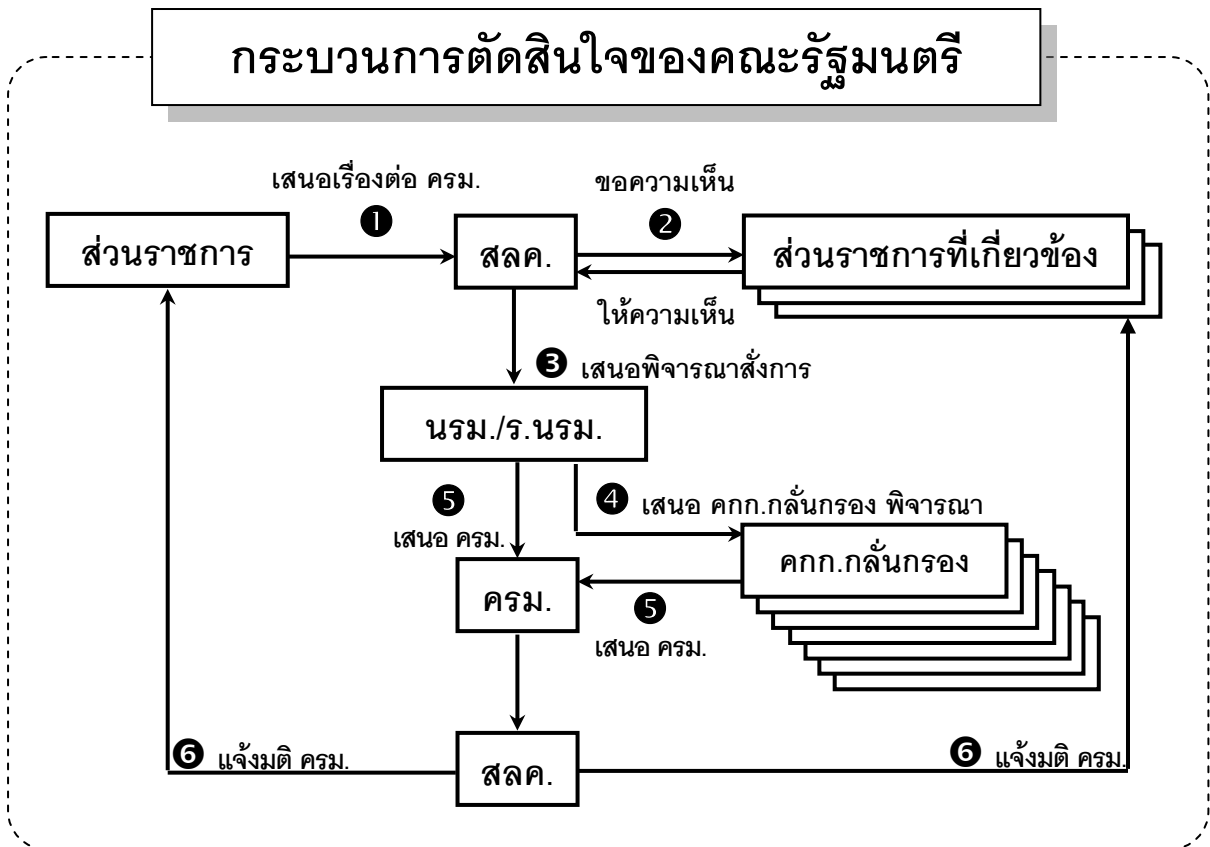 กระบวนการตัดสินใจของคณะรัฐมนตรี
เสนอเรื่องต่อ ครม.
❶
ขอความเห็น
❷
ส่วนราชการ
สลค.
ส่วนราชการที่เกี่ยวข้อง
ให้ความเห็น
❸ เสนอพิจารณาสั่งการ
นรม./ร.นรม.
❺
เสนอ ครม.
❹ เสนอ คกก.กลั่นกรอง พิจารณา
คกก.กลั่นกรอง
ครม.
❺
เสนอ ครม.
❻ แจ้งมติ ครม.
สลค.
❻ แจ้งมติ ครม.